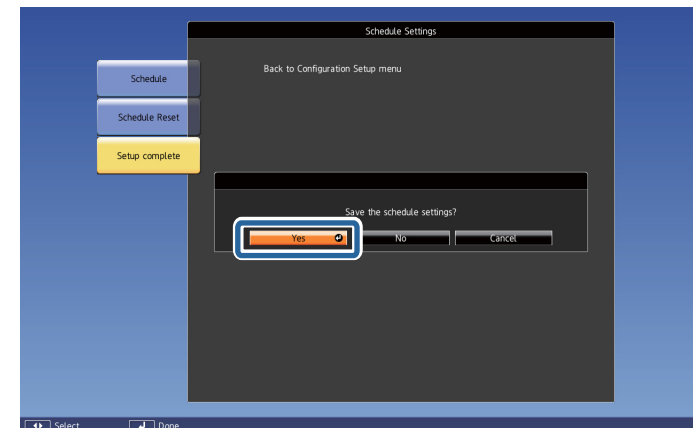 Schedule Settings
Schedule
Schedule Reset
Setup complete
Back to Configuration Setup menu
Save the schedule settings?
Yes No Cancel
Select Done